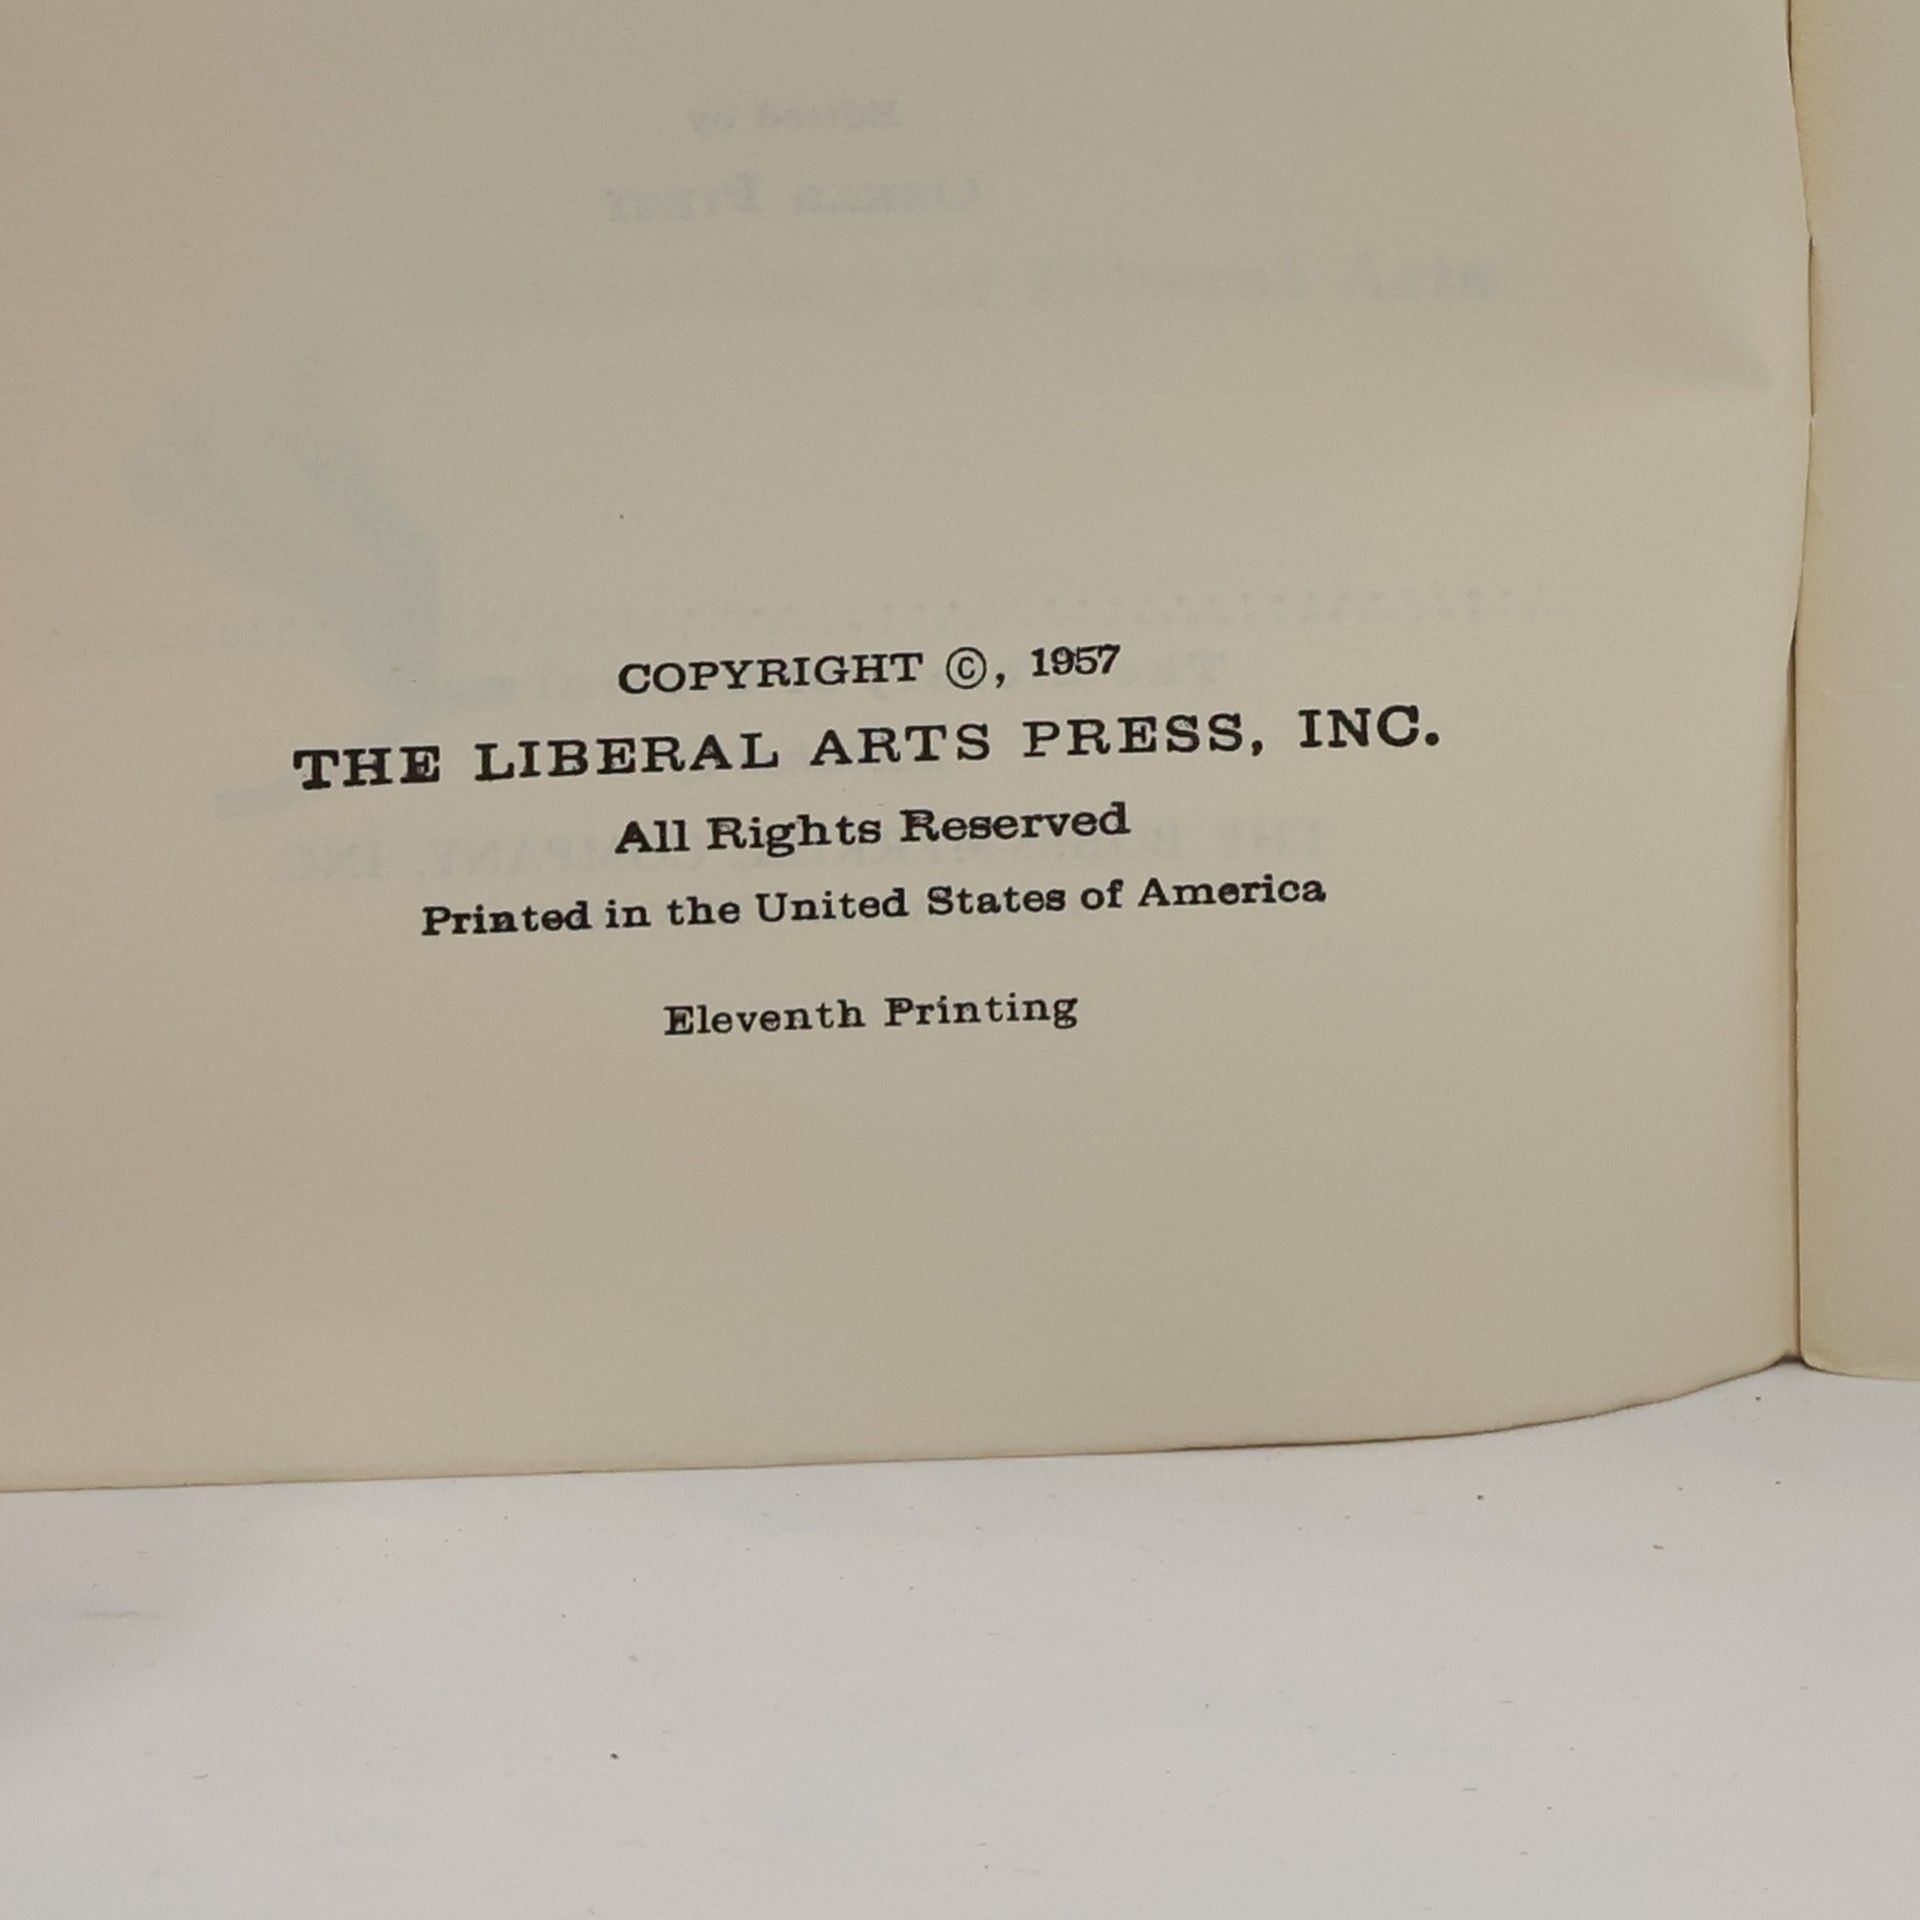 COPYRIGHT ©, 1957
THE LIBERAL ARTS PRESS, INC.
All Rights Reserved
Printed in the United States of America
Eleventh Printing